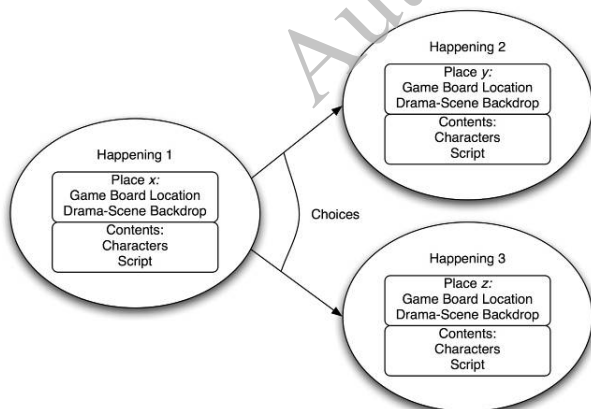 Happening 1
Place x:
Game Board Location
Drama-Scene Backdrop
Contents:
Characters
Script
Choices
Happening 2
Place y:
Game Board Location
Drama-Scene Backdrop
Contents:
Characters
Script
Happening 3
Place z:
Game Board Location
Drama-Scene Backdrop
Contents:
Characters
Script